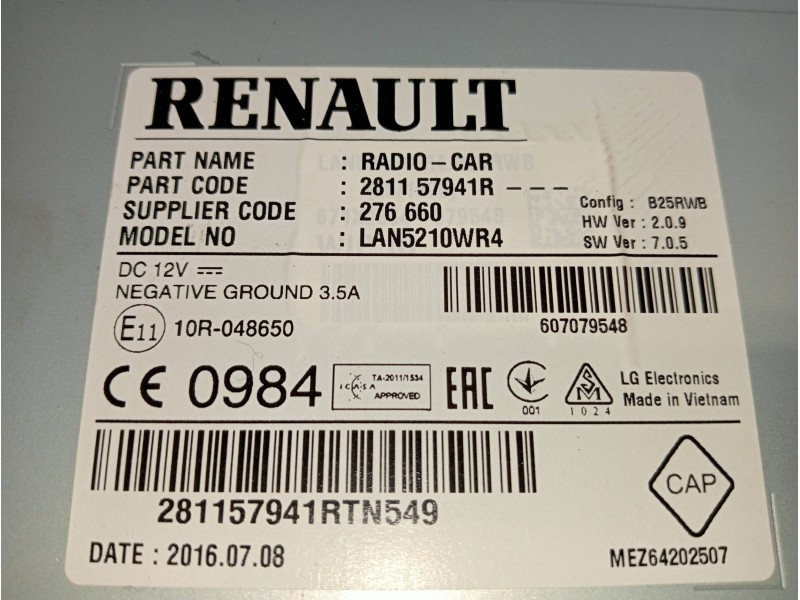 RENAULT
PART NAME : RADIO-CAR
PART CODE : 281157941R ---
SUPPLIER CODE : 276 660
MODEL NO : LAN5210WR4
Config : B25RWB
HW Ver : 2.0.9
SW Ver : 7.0.5
DC 12V
NEGATIVE GROUND 3.5A
E11 10R-048650
607079548
CE 0984
ICASA TA-2011/1534 APPROVED
EAC
001
1024
LG Electronics
Made in Vietnam
281157941RTN549
CAP
DATE : 2016.07.08
MEZ64202507